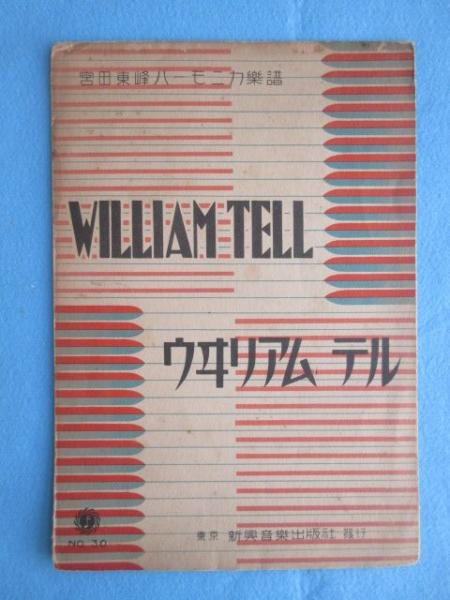 宮田東峰ハーモニカ樂譜
WILLIAM TELL
ウヰリアム テル
NO. 30
東京 新興音樂出版社 發行